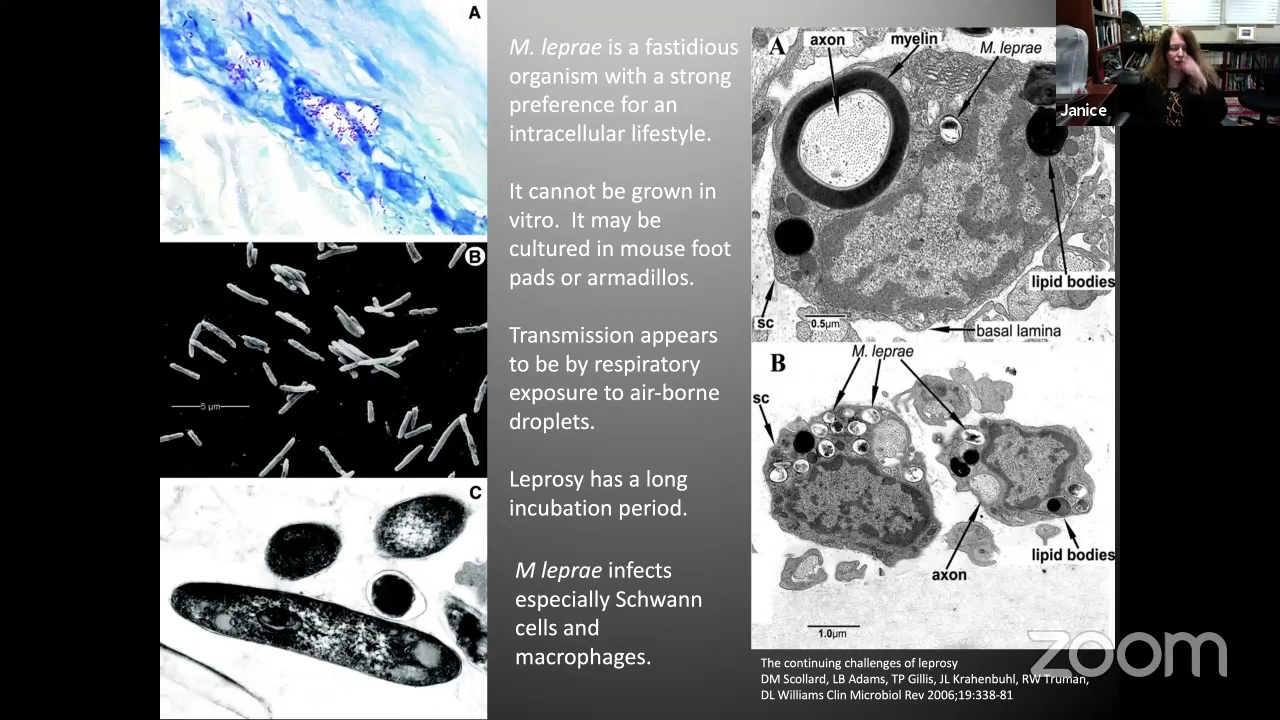 A
B
5 µm
C
M. leprae is a fastidious
organism with a strong
preference for an
intracellular lifestyle.
It cannot be grown in
vitro. It may be
cultured in mouse foot
pads or armadillos.
Transmission appears
to be by respiratory
exposure to air-borne
droplets.
Leprosy has a long
incubation period.
M leprae infects
especially Schwann
cells and
macrophages.
A
axon
myelin
M. leprae
lipid bodies
sc
0.5µm
basal lamina
B
M. leprae
sc
lipid bodies
axon
1.0µm
The continuing challenges of leprosy
DM Scollard, LB Adams, TP Gillis, JL Krahenbuhl, RW Truman,
DL Williams Clin Microbiol Rev 2006;19:338-81
Janice
zoom